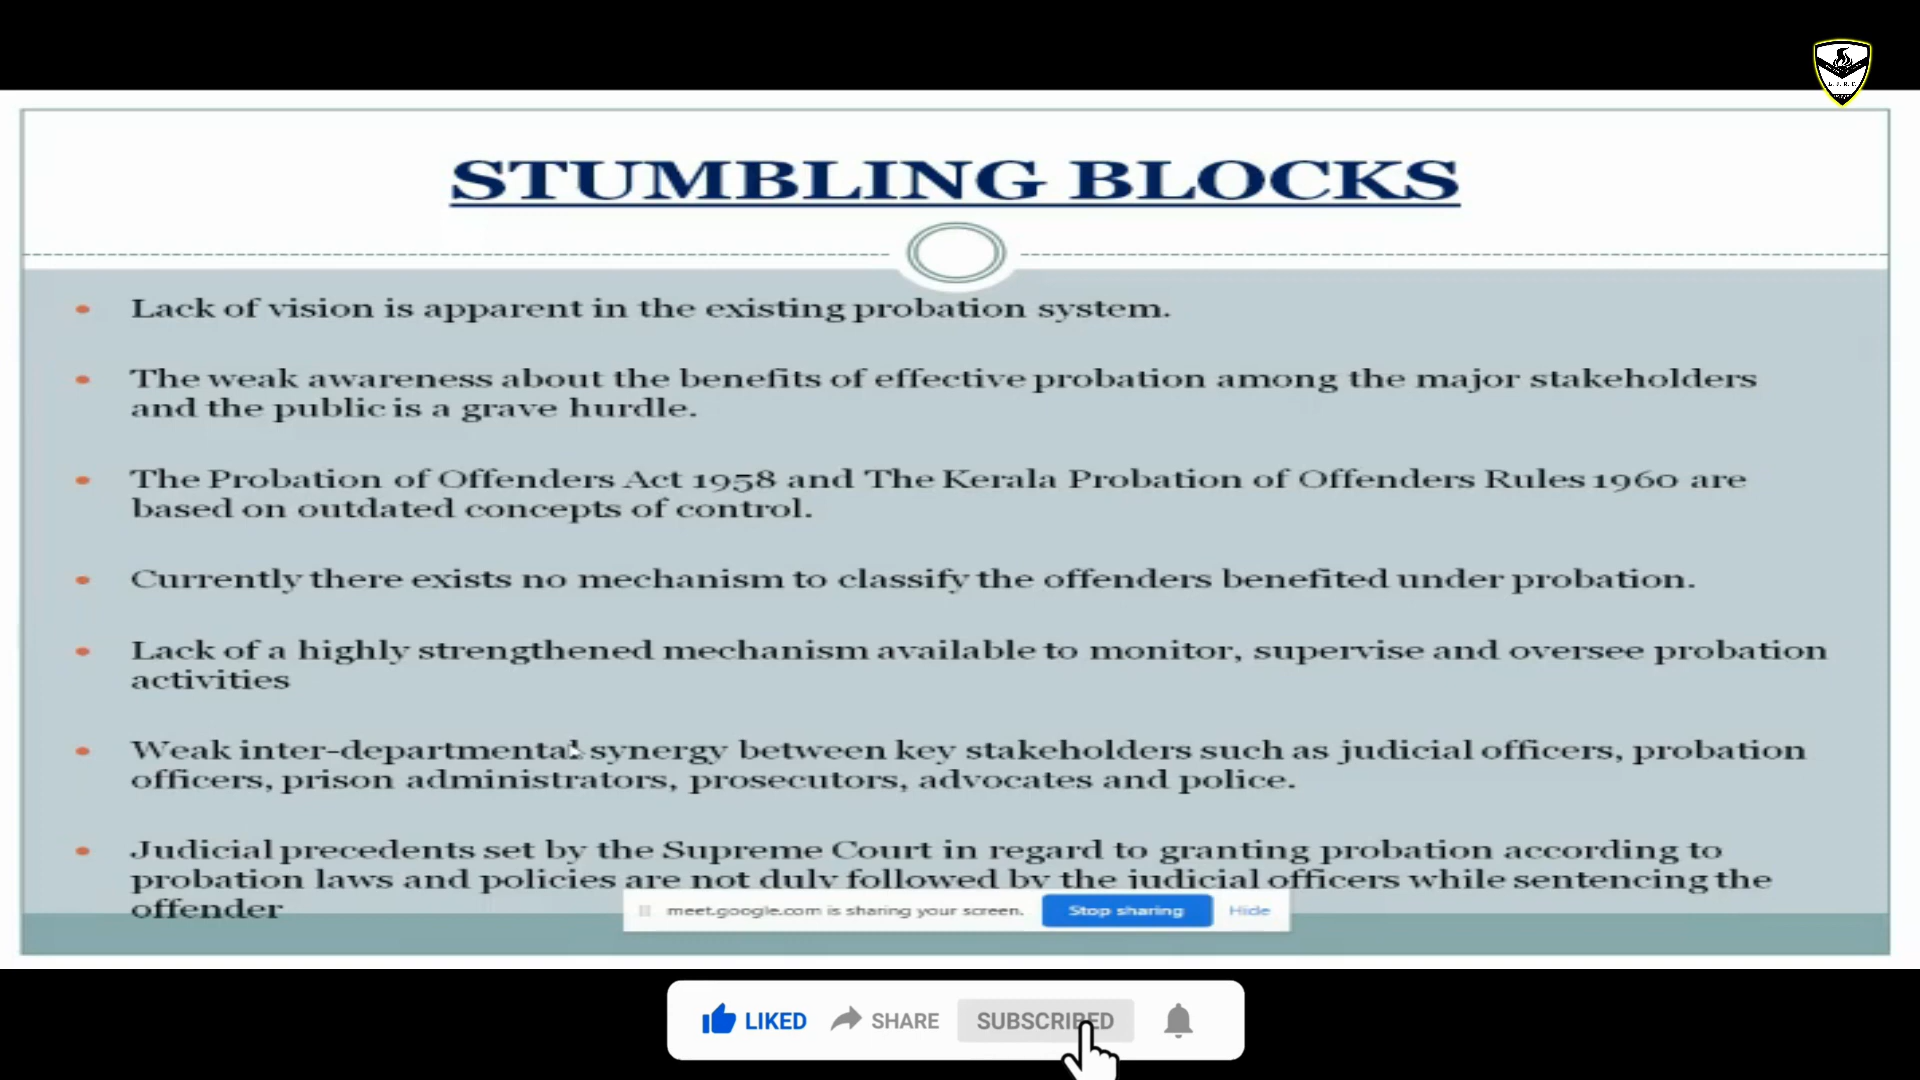 STUMBLING BLOCKS
Lack of vision is apparent in the existing probation system.
The weak awareness about the benefits of effective probation among the major stakeholders
and the public is a grave hurdle.
The Probation of Offenders Act 1958 and The Kerala Probation of Offenders Rules 1960 are
based on outdated concepts of control.
Currently there exists no mechanism to classify the offenders benefited under probation.
Lack of a highly strengthened mechanism available to monitor, supervise and oversee probation
activities
Weak inter-departmental synergy between key stakeholders such as judicial officers, probation
officers, prison administrators, prosecutors, advocates and police.
Judicial precedents set by the Supreme Court in regard to granting probation according to
probation laws and policies are not duly followed by the judicial officers while sentencing the
offender
meet.google.com is sharing your screen. Stop sharing Hide
LIKED SHARE SUBSCRIBED